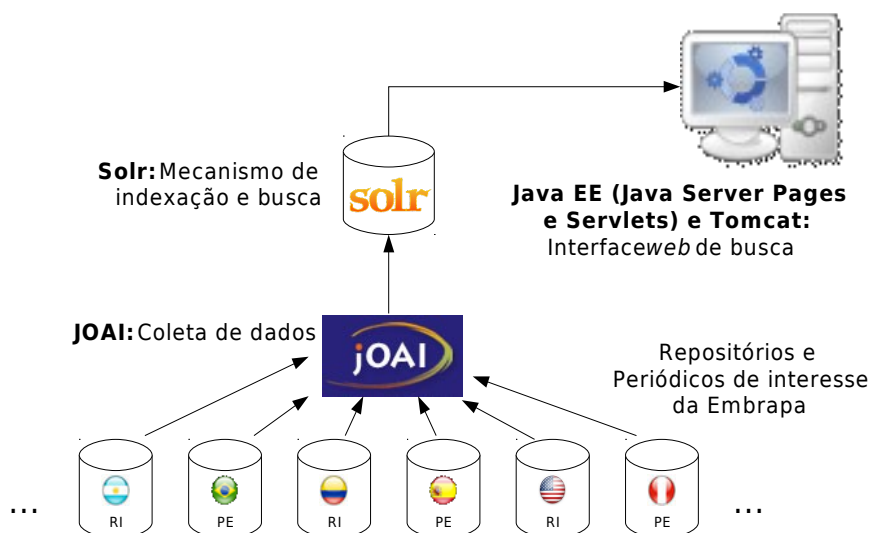 Solr: Mecanismo de
indexação e busca
solr
Java EE (Java Server Pages
e Servlets) e Tomcat:
Interfaceweb de busca
JOAI: Coleta de dados
jOAI
Repositórios e
Periódicos de interesse
da Embrapa
...
RI
PE
RI
PE
RI
PE
...